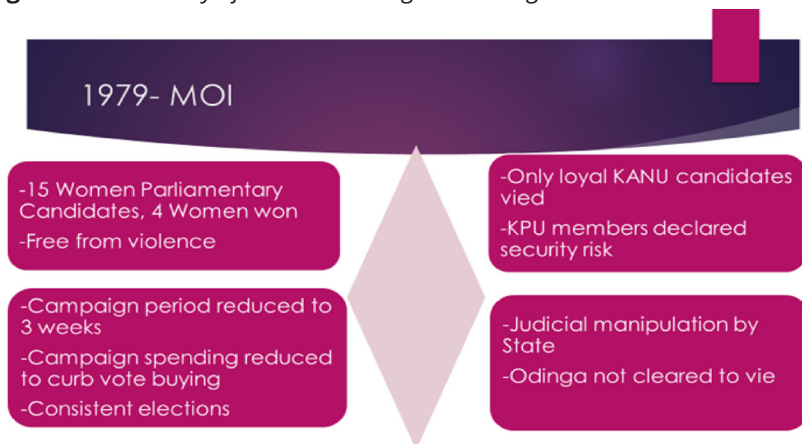 1979- MOI
-15 Women Parliamentary
Candidates, 4 Women won
-Free from violence
-Only loyal KANU candidates
vied
-KPU members declared
security risk
-Campaign period reduced to
3 weeks
-Campaign spending reduced
to curb vote buying
-Consistent elections
-Judicial manipulation by
State
-Odinga not cleared to vie